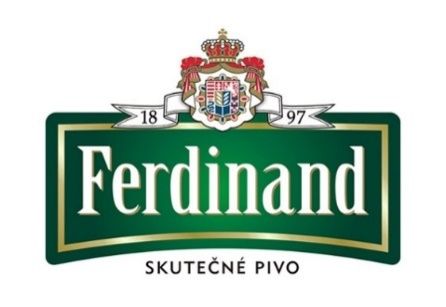 18 97
Ferdinand
SKUTEČNÉ PIVO